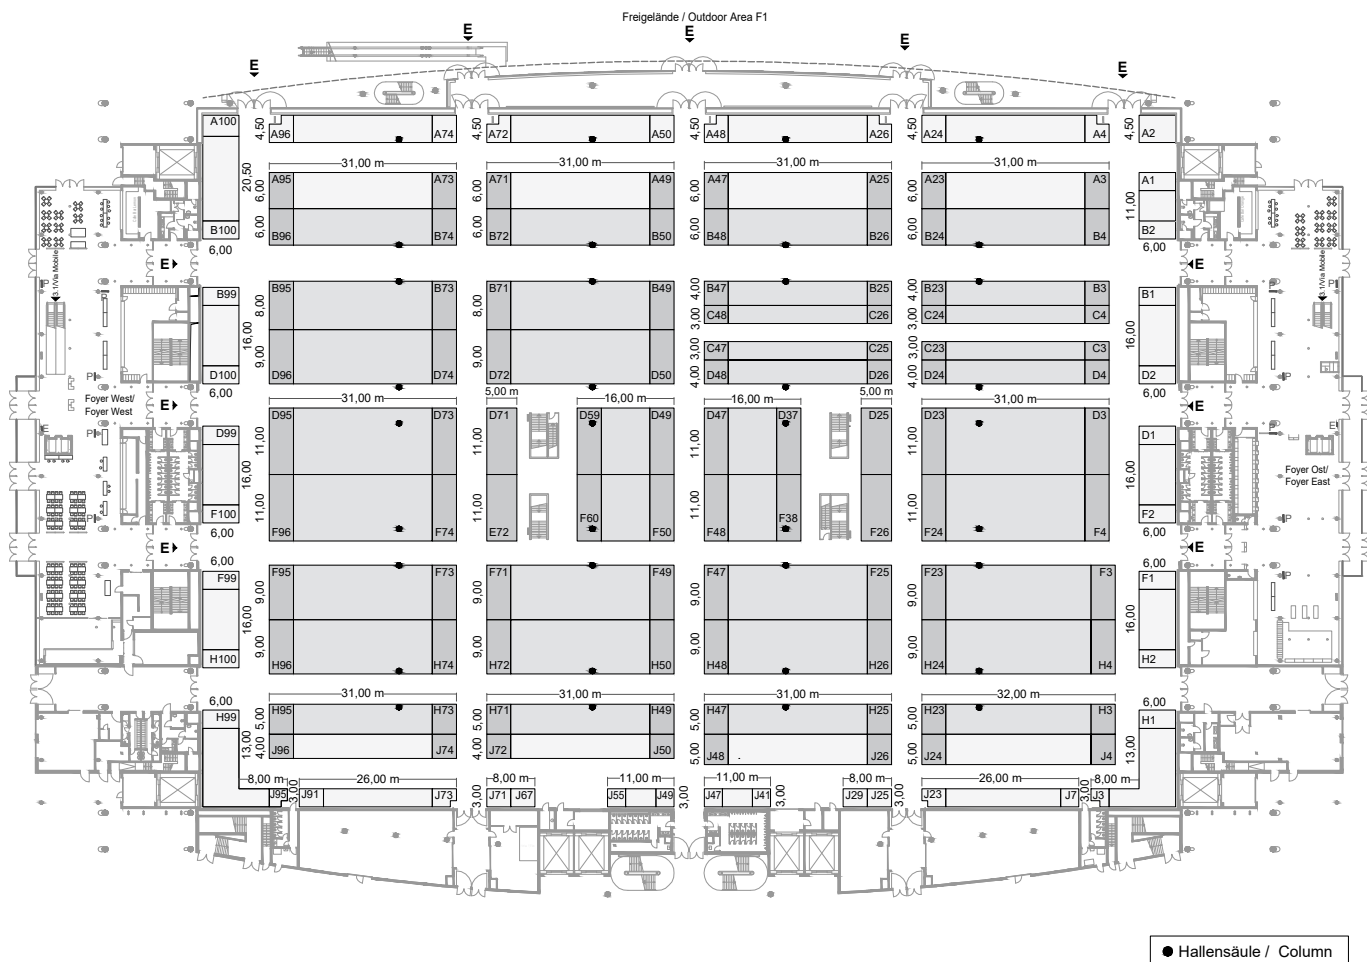 Freigelände / Outdoor Area F1
E E E E E
A100 A96 A74 A72 A50 A48 A26 A24 A4 A2
4,50 4,50 4,50 4,50 4,50
31,00 m 31,00 m 31,00 m 31,00 m
20,50 A95 A73 A71 A49 A47 A25 A23 A3 A1
6,00 6,00 6,00 6,00 11,00
B100 B96 B74 B72 B50 B48 B26 B24 B4 B2
6,00 6,00 6,00 6,00
6,00 6,00
E E
3.1/Via Mobile 3.1/Via Mobile
P P
B99 B95 B73 B71 B49 B47 B25 B23 B3 B1
8,00 8,00 4,00 4,00
C48 C26 C24 C4
16,00 3,00 3,00 16,00
C47 C25 C23 C3
9,00 9,00 3,00 3,00
D100 D96 D74 D72 D50 D48 D26 D24 D4 D2
4,00 4,00
P P
6,00 6,00
Foyer West/
Foyer West
31,00 m 5,00 m 16,00 m 16,00 m 5,00 m 31,00 m
E E
D95 D73 D71 D59 D49 D47 D37 D25 D23 D3
E P D99 D1 P E
11,00 11,00 11,00 11,00
16,00 16,00
Foyer Ost/
Foyer East
11,00 11,00 11,00 11,00
P F100 F60 F38 F2 P
F96 F74 E72 F50 F48 F26 F24 F4
6,00 6,00
E E
6,00 6,00
F99 F95 F73 F71 F49 F47 F25 F23 F3 F1
P
9,00 9,00 9,00 9,00
16,00 16,00
9,00 9,00 9,00 9,00
H100 H96 H74 H72 H50 H48 H26 H24 H4 H2
31,00 m 31,00 m 31,00 m 32,00 m
6,00 6,00
H99 H95 H73 H71 H49 H47 H25 H23 H3 H1
5,00 5,00 5,00 5,00
13,00 13,00
J96 J74 J72 J50 J48 J26 J24 J4
4,00 4,00 5,00 5,00
8,00 m 26,00 m 8,00 m 11,00 m 11,00 m 8,00 m 26,00 m 8,00 m
J95 J91 J73 J71 J67 J55 J49 J47 J41 J29 J25 J23 J7 J3
3,00 3,00 3,00 3,00 3,00 3,00
Hallensäule / Column